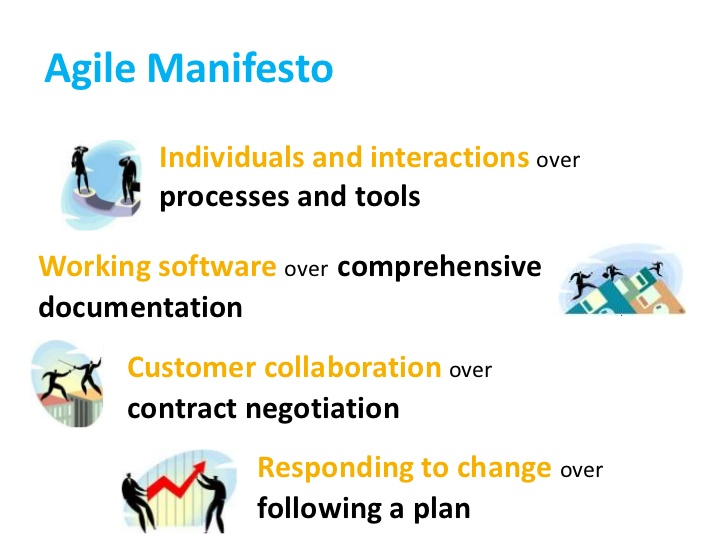 Agile Manifesto
Individuals and interactions over
processes and tools
Working software over comprehensive
documentation
Customer collaboration over
contract negotiation
Responding to change over
following a plan